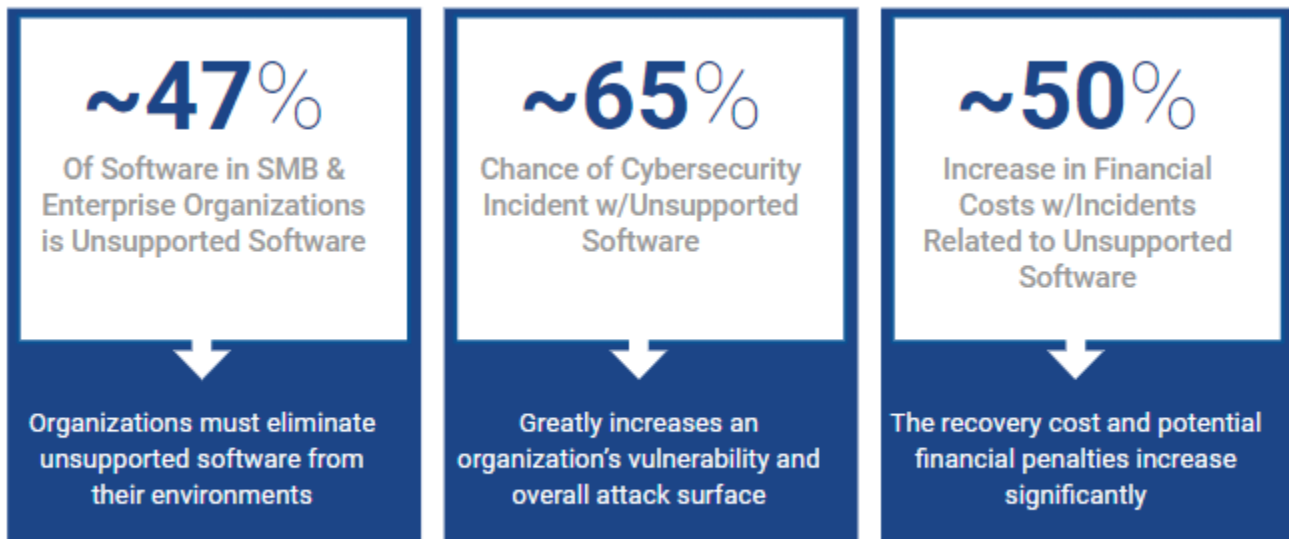 ~47%
Of Software in SMB &
Enterprise Organizations
is Unsupported Software
Organizations must eliminate
unsupported software from
their environments
~65%
Chance of Cybersecurity
Incident w/Unsupported
Software
Greatly increases an
organization’s vulnerability and
overall attack surface
~50%
Increase in Financial
Costs w/Incidents
Related to Unsupported
Software
The recovery cost and potential
financial penalties increase
significantly